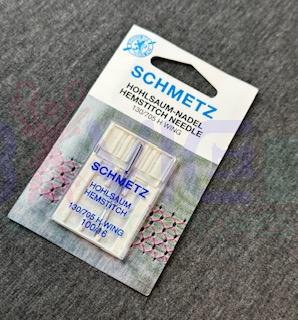 SCHMETZ
HOHLSAUM-NADEL
HEMSTITCH NEEDLE
130/705 H WING
SCHMETZ
HOHLSAUM
HEMSTITCH
130/705 H-WING
100/16